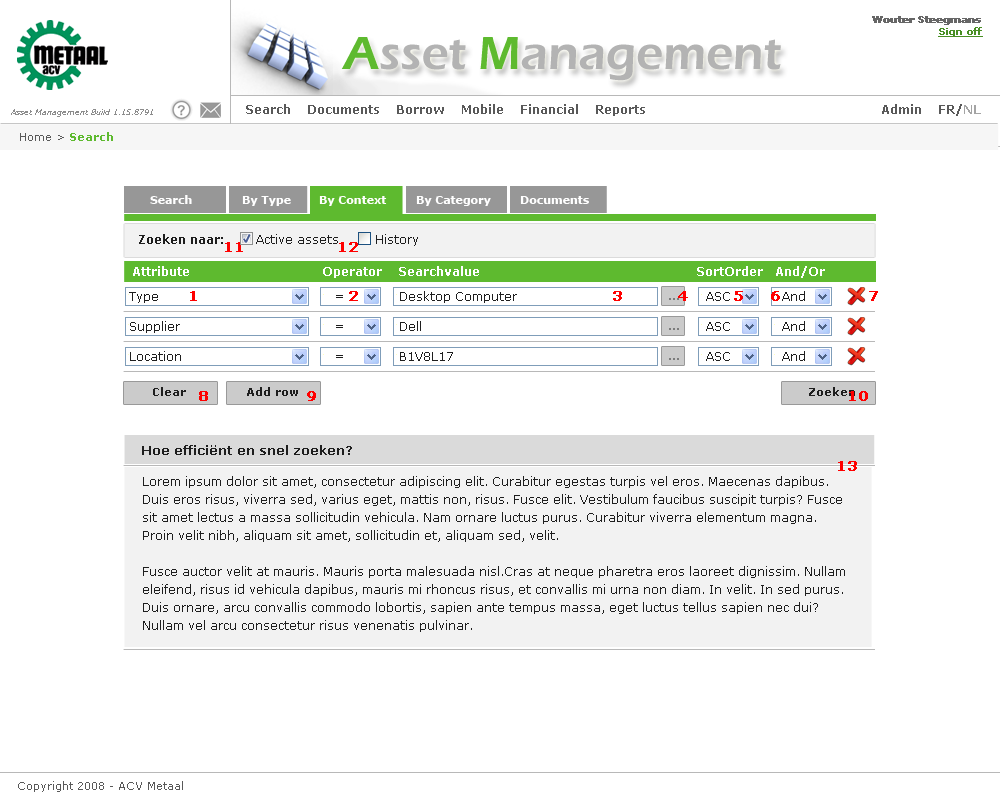 METAAL
acv
Asset Management
Wouter Steegmans
Sign off
Asset Management Build 1.15.8791
?
Search Documents Borrow Mobile Financial Reports Admin FR/NL
Home > Search
Search By Type By Context By Category Documents
Zoeken naar: 11 Active assets 12 History
Attribute Operator Searchvalue SortOrder And/Or
Type 1 = 2 Desktop Computer 3 ... 4 ASC 5 6 And 7
Supplier = Dell ... ASC And
Location = B1V8L17 ... ASC And
Clear 8 Add row 9 Zoeken 10
Hoe efficiënt en snel zoeken?
13
Lorem ipsum dolor sit amet, consectetur adipiscing elit. Curabitur egestas turpis vel eros. Maecenas dapibus.
Duis eros risus, viverra sed, varius eget, mattis non, risus. Fusce elit. Vestibulum faucibus suscipit turpis? Fusce
sit amet lectus a massa sollicitudin vehicula. Nam ornare luctus purus. Curabitur viverra elementum magna.
Proin velit nibh, aliquam sit amet, sollicitudin et, aliquam sed, velit.
Fusce auctor velit at mauris. Mauris porta malesuada nisl.Cras at neque pharetra eros laoreet dignissim. Nullam
eleifend, risus id vehicula dapibus, mauris mi rhoncus risus, et convallis mi urna non diam. In velit. In sed purus.
Duis ornare, arcu convallis commodo lobortis, sapien ante tempus massa, eget luctus tellus sapien nec dui?
Nullam vel arcu consectetur risus venenatis pulvinar.
Copyright 2008 - ACV Metaal